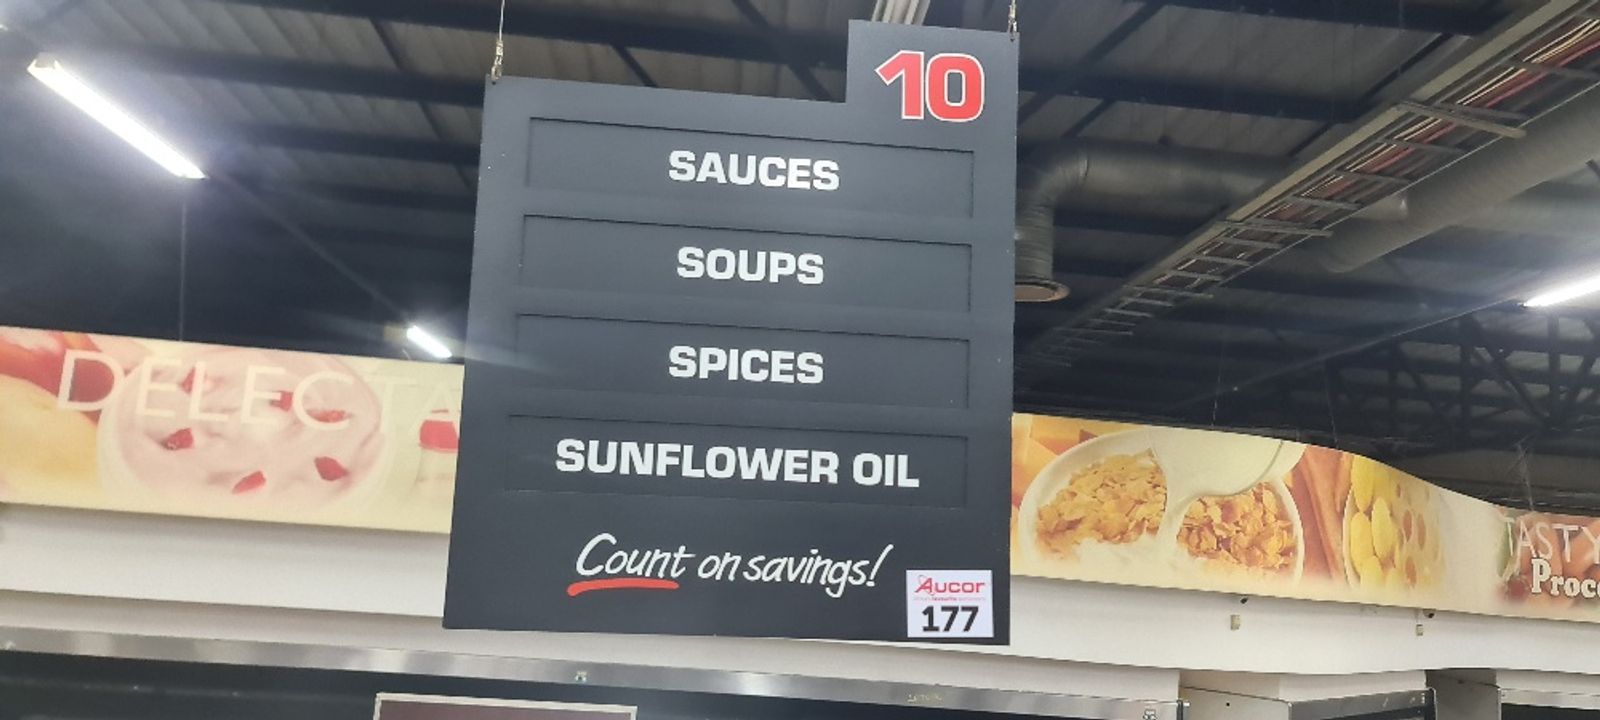 10
SAUCES
SOUPS
SPICES
SUNFLOWER OIL
Count on savings!
Aucor
177
DELECTA
TASTY
Proc